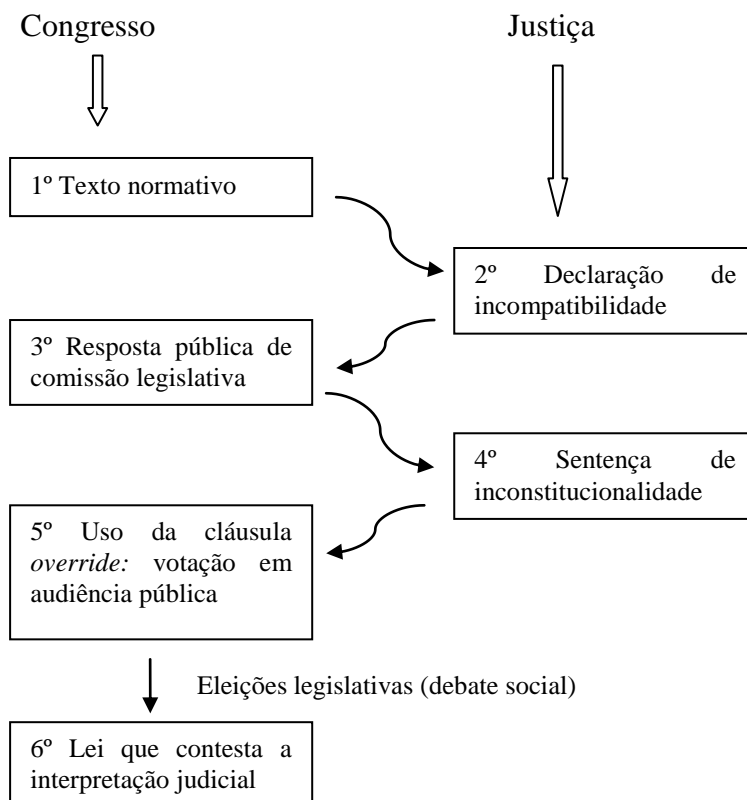 Congresso
Justiça
1º Texto normativo
2º Declaração de
incompatibilidade
3º Resposta pública de
comissão legislativa
4º Sentença de
inconstitucionalidade
5º Uso da cláusula
override: votação em
audiência pública
Eleições legislativas (debate social)
6º Lei que contesta a
interpretação judicial